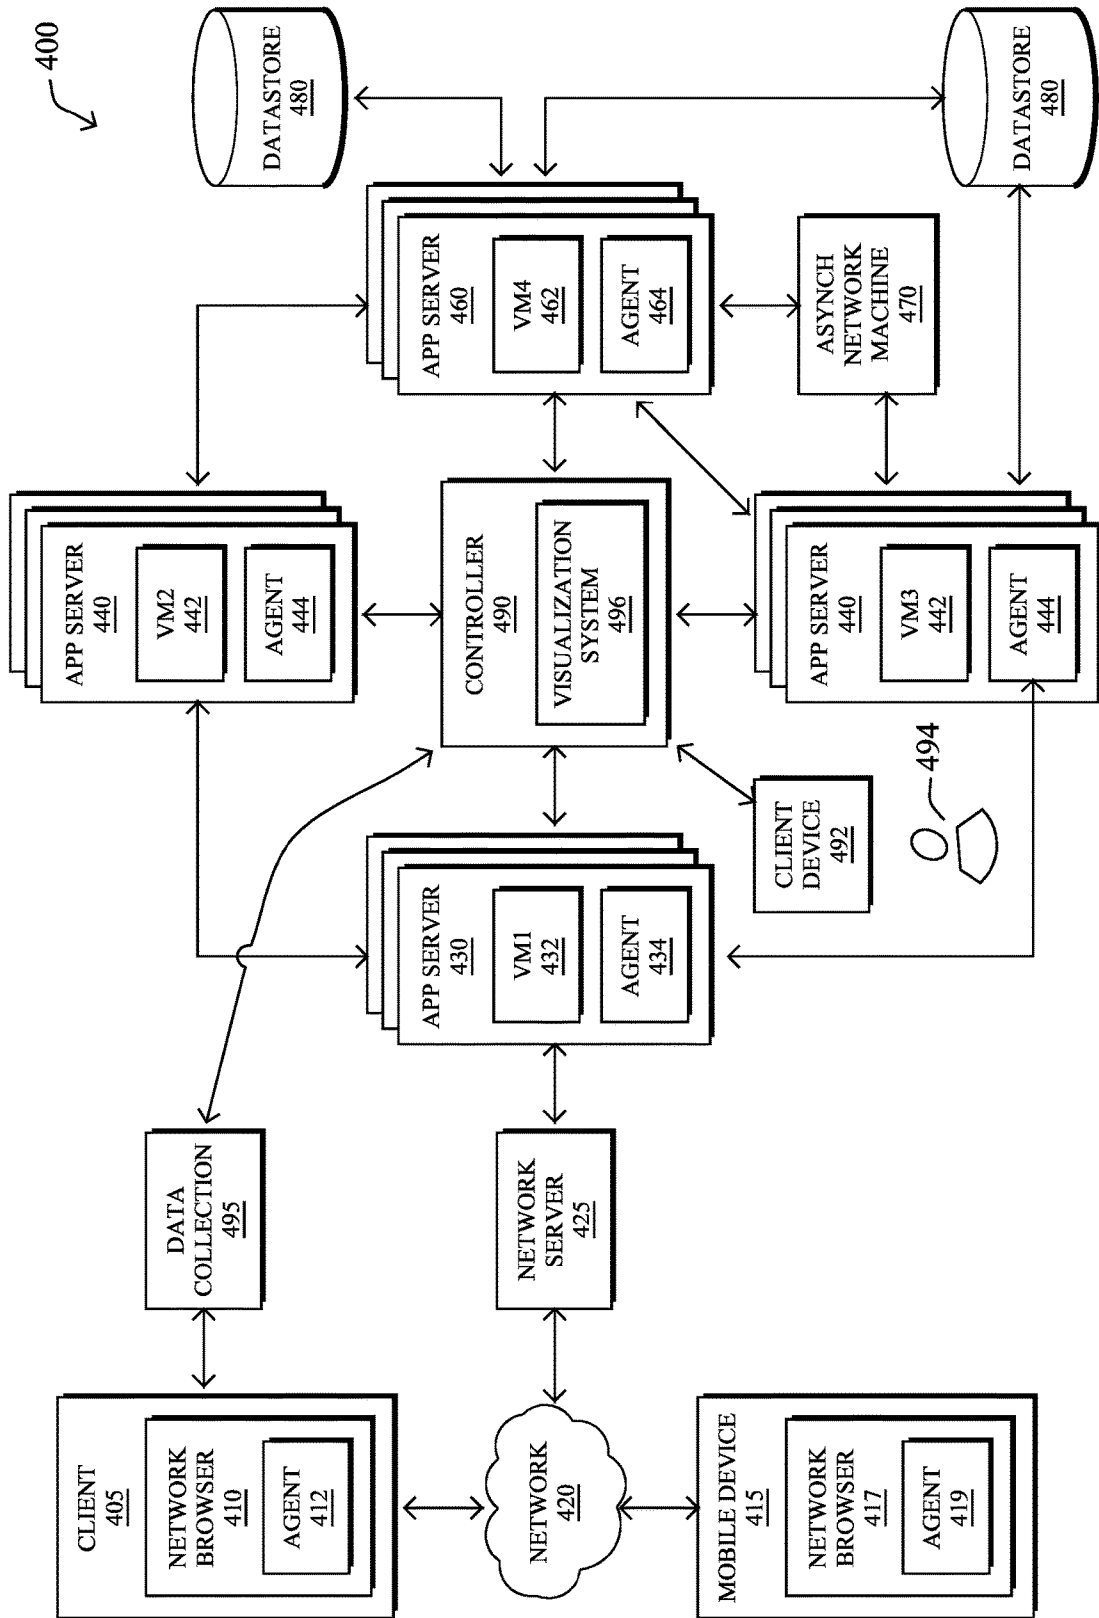 400
CLIENT
405
NETWORK
BROWSER
410
AGENT
412
DATA
COLLECTION
495
NETWORK
420
NETWORK
SERVER
425
MOBILE DEVICE
415
NETWORK
BROWSER
417
AGENT
419
APP SERVER
430
VM1
432
AGENT
434
APP SERVER
440
VM2
442
AGENT
444
CONTROLLER
490
VISUALIZATION
SYSTEM
496
CLIENT
DEVICE
492
494
APP SERVER
440
VM3
442
AGENT
444
APP SERVER
460
VM4
462
AGENT
464
ASYNCH
NETWORK
MACHINE
470
DATASTORE
480
DATASTORE
480